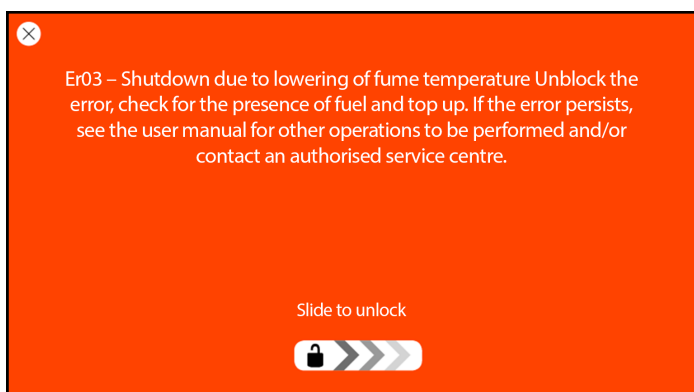 Er03 – Shutdown due to lowering of fume temperature Unblock the
error, check for the presence of fuel and top up. If the error persists,
see the user manual for other operations to be performed and/or
contact an authorised service centre.
Slide to unlock